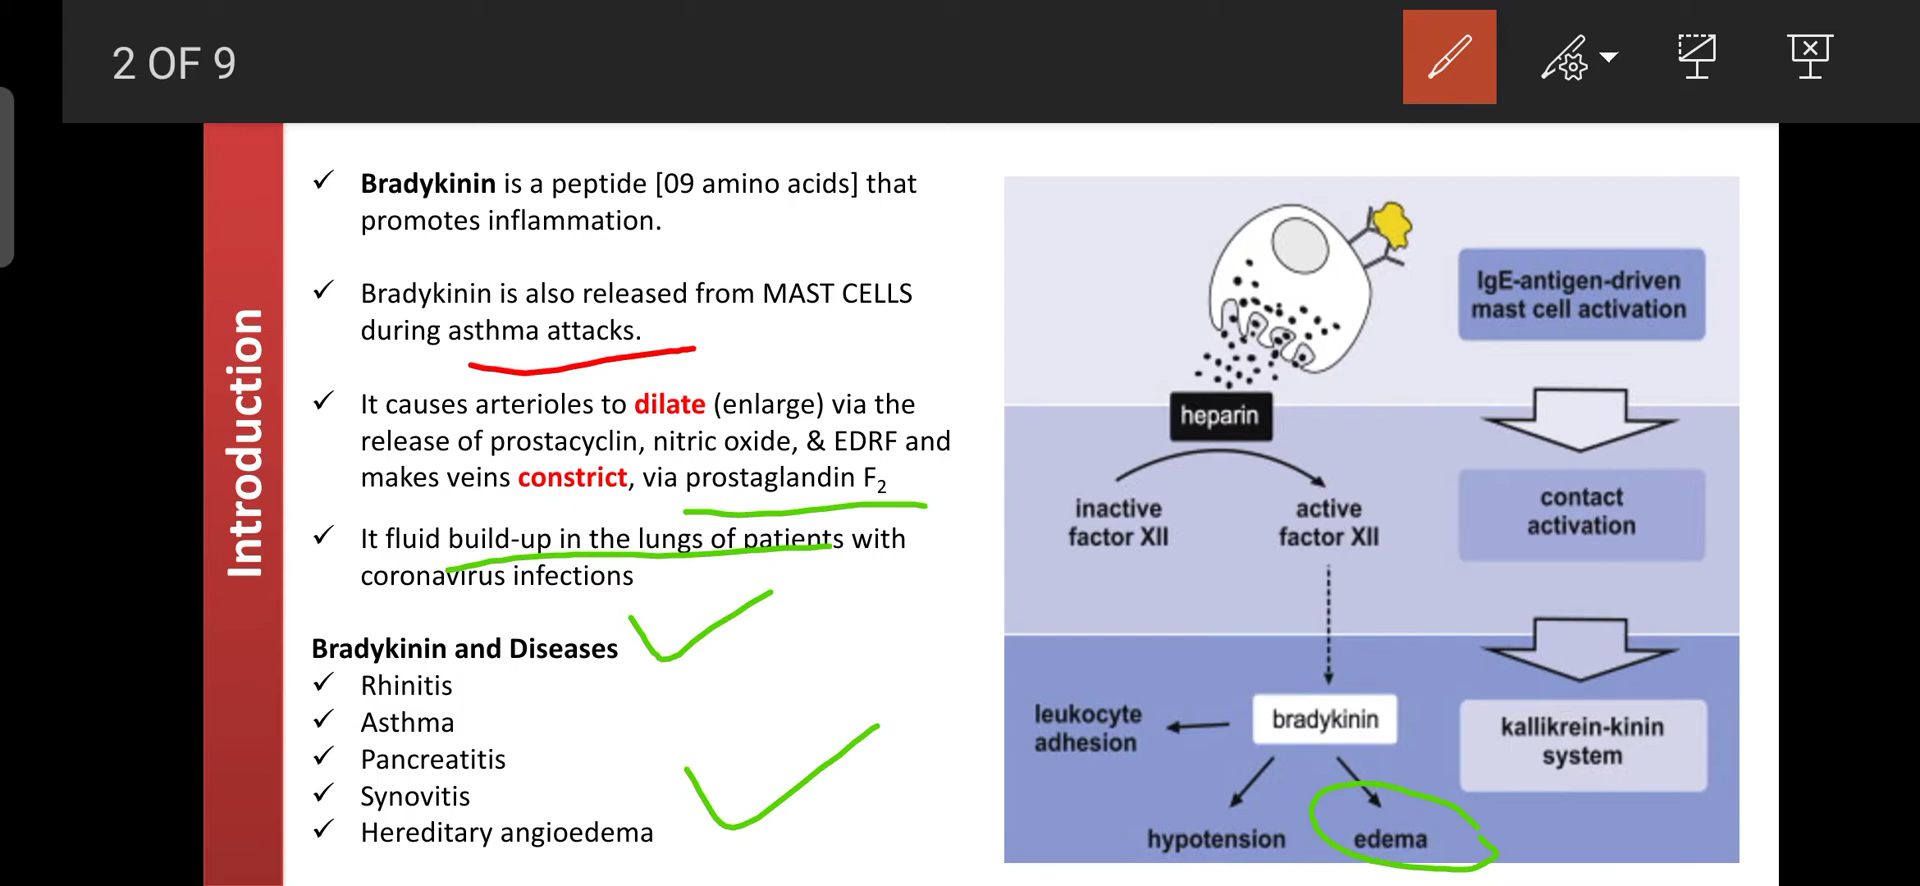 2 OF 9
Introduction
✓ Bradykinin is a peptide [09 amino acids] that
promotes inflammation.
✓ Bradykinin is also released from MAST CELLS
during asthma attacks.
✓ It causes arterioles to dilate (enlarge) via the
release of prostacyclin, nitric oxide, & EDRF and
makes veins constrict, via prostaglandin F₂
✓ It fluid build-up in the lungs of patients with
coronavirus infections
Bradykinin and Diseases
✓ Rhinitis
✓ Asthma
✓ Pancreatitis
✓ Synovitis
✓ Hereditary angioedema
IgE-antigen-driven
mast cell activation
heparin
inactive
factor XII
active
factor XII
contact
activation
leukocyte
adhesion
bradykinin
kallikrein-kinin
system
hypotension
edema